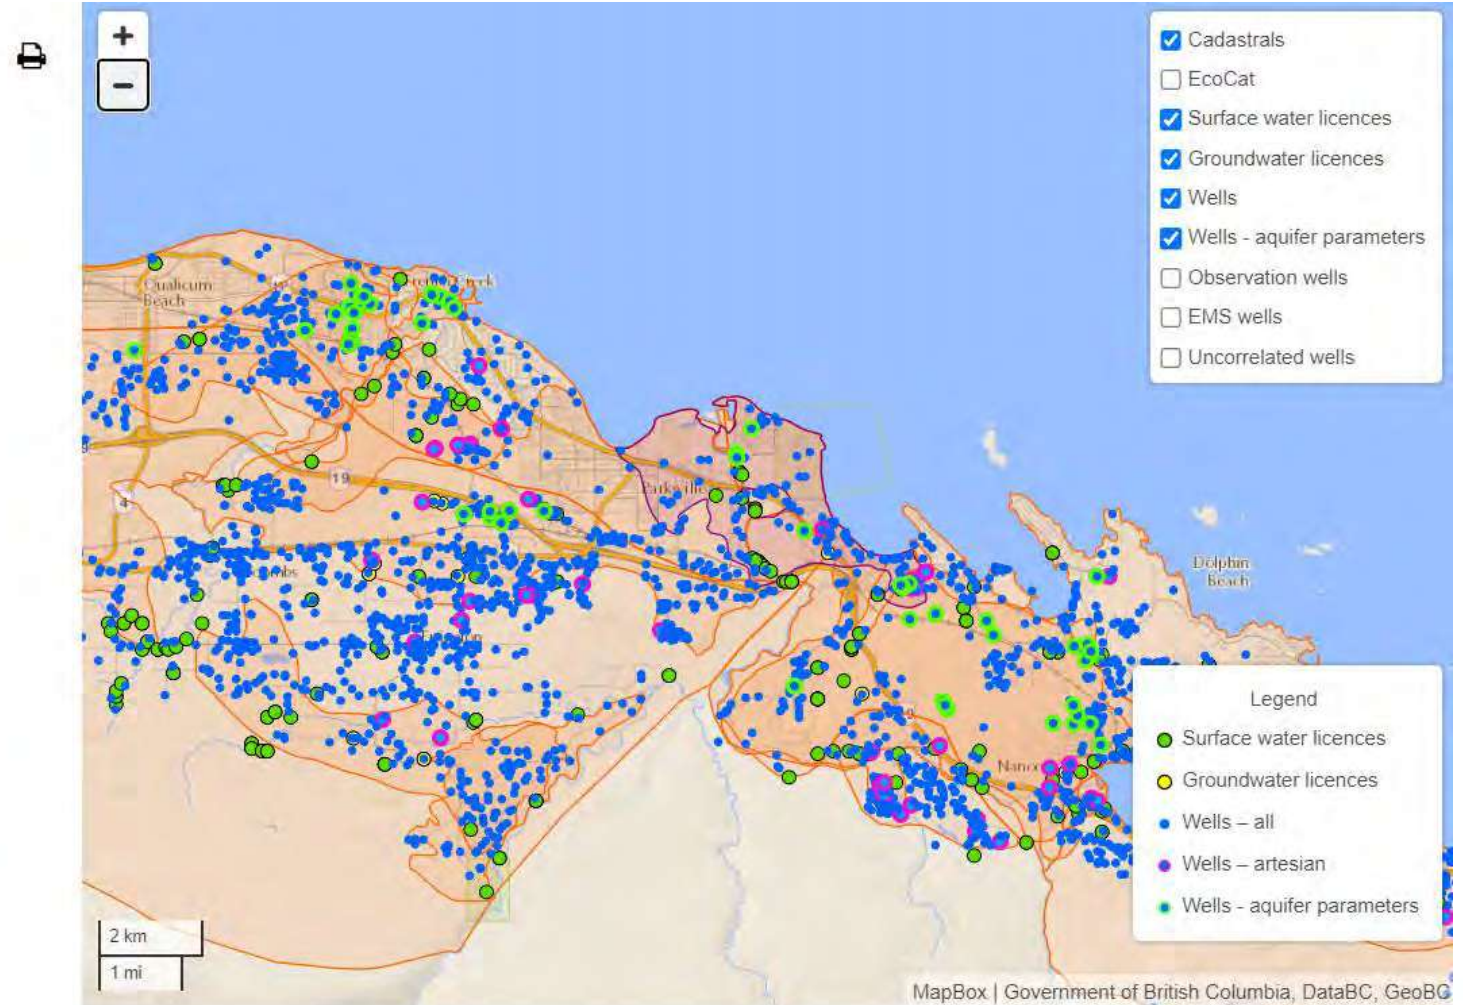 +
−
Cadastrals
EcoCat
Surface water licences
Groundwater licences
Wells
Wells - aquifer parameters
Observation wells
EMS wells
Uncorrelated wells
Qualicum
Beach
Creek
19
4
Parkville
Dolphin
Beach
Legend
Surface water licences
Groundwater licences
Wells – all
Wells – artesian
Wells - aquifer parameters
2 km
1 mi
MapBox | Government of British Columbia, DataBC, GeoBC